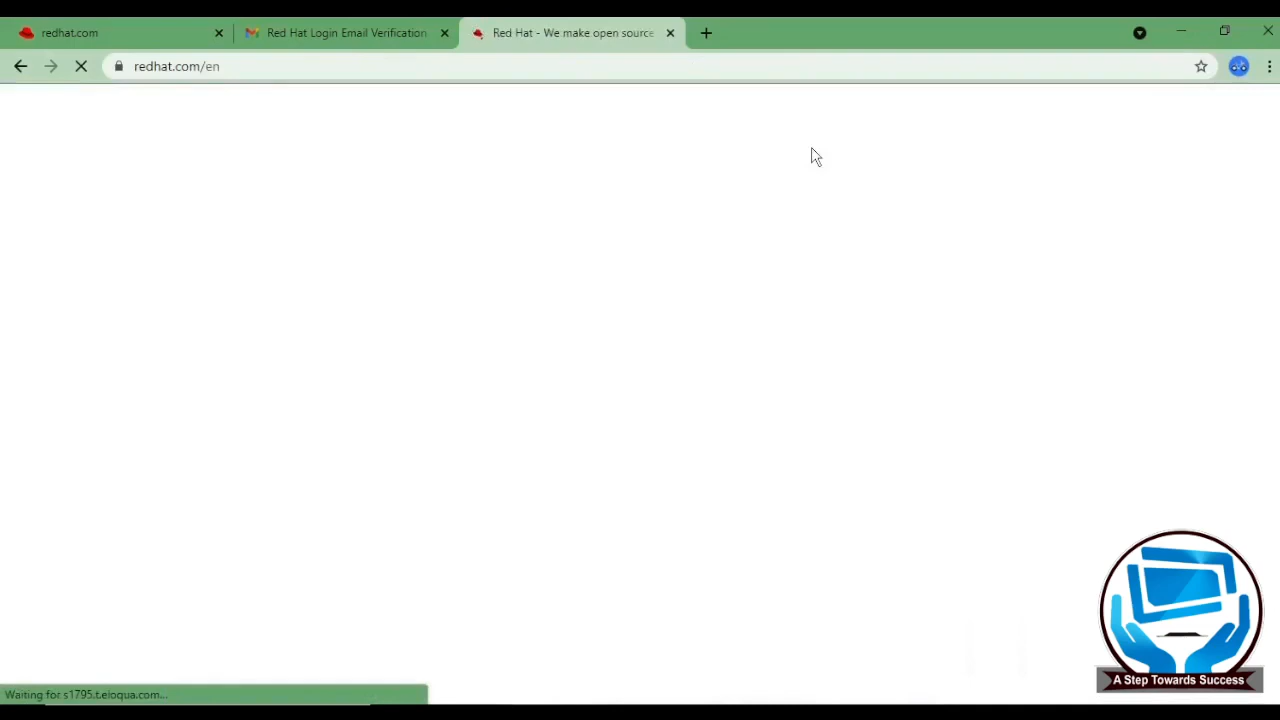 redhat.com
Red Hat Login Email Verification
Red Hat - We make open source
redhat.com/en
A Step Towards Success
Waiting for s1795.t.eloqua.com...